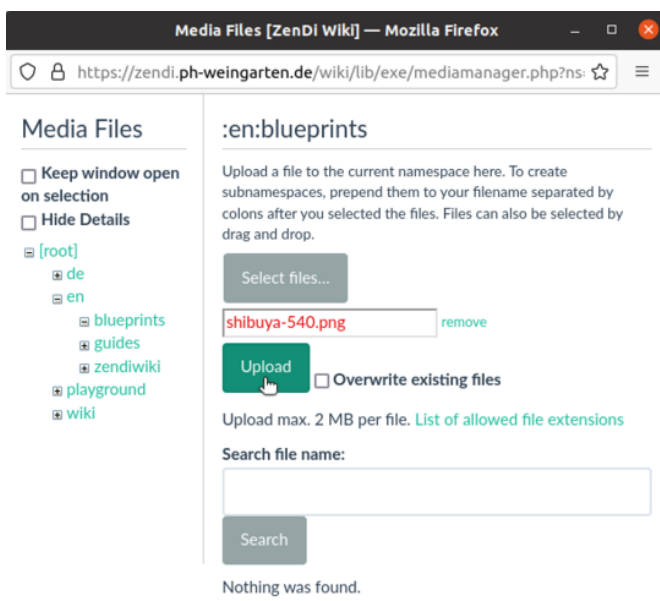 Media Files [ZenDi Wiki] — Mozilla Firefox
https://zendi.ph-weingarten.de/wiki/lib/exe/mediamanager.php?ns:
Media Files
Keep window open
on selection
Hide Details
[root]
de
en
blueprints
guides
zendiwiki
playground
wiki
:en:blueprints
Upload a file to the current namespace here. To create
subnamespaces, prepend them to your filename separated by
colons after you selected the files. Files can also be selected by
drag and drop.
Select files...
shibuya-540.png remove
Upload Overwrite existing files
Upload max. 2 MB per file. List of allowed file extensions
Search file name:
Search
Nothing was found.